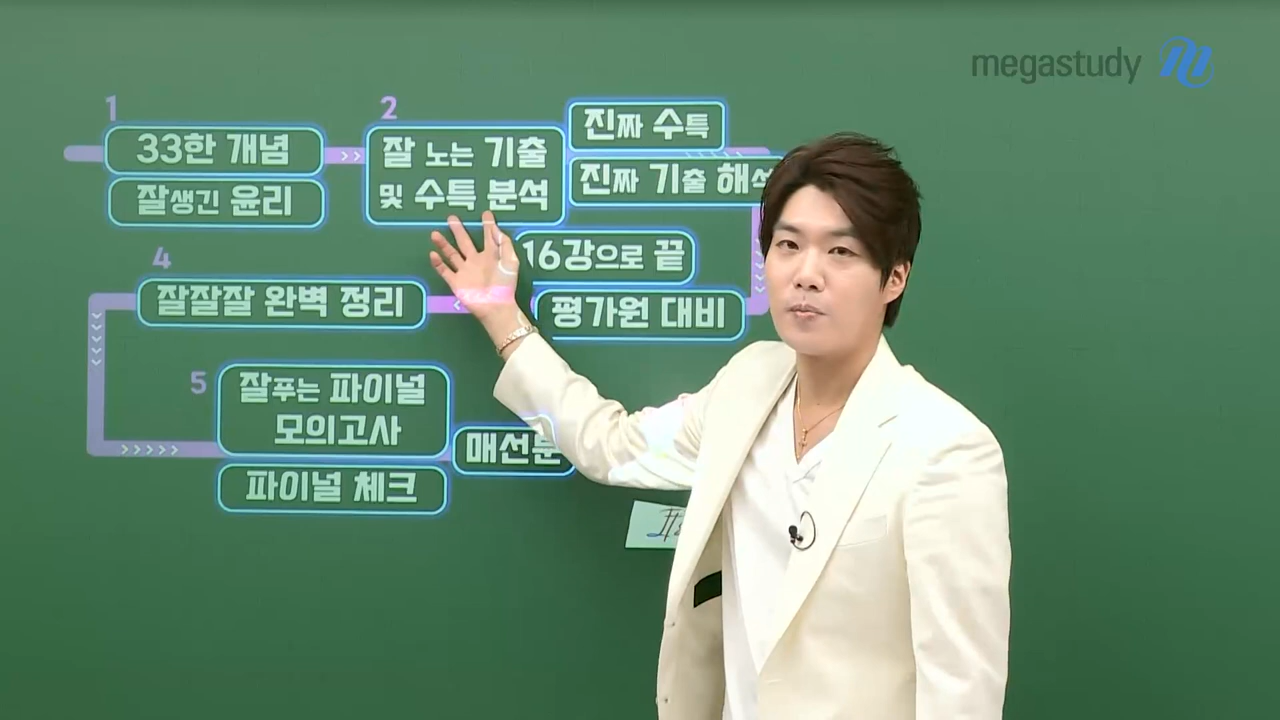 megastudy
1
33한 개념
잘생긴 윤리
2
잘 노는 기출
및 수특 분석
진짜 수특
진짜 기출 해석
16강으로 끝
평가원 대비
4
잘잘잘 완벽 정리
5
잘푸는 파이널
모의고사
파이널 체크
매선분